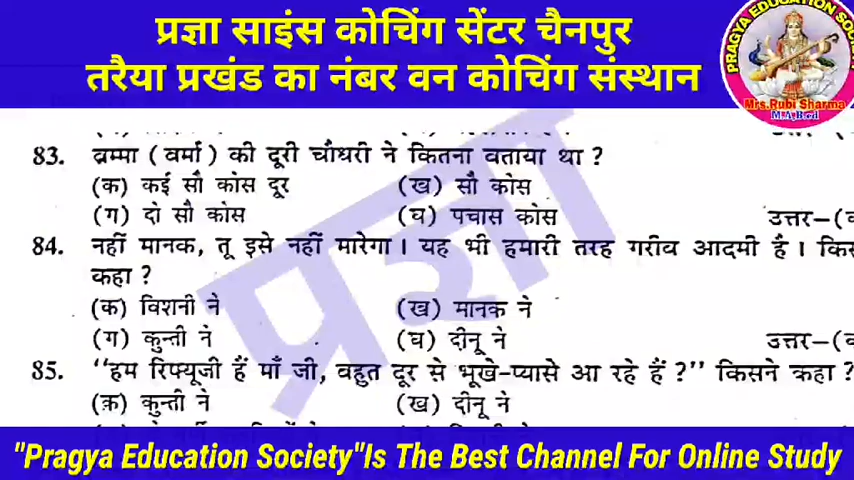 प्रज्ञा साइंस कोचिंग सेंटर चैनपुर
तरैया प्रखंड का नंबर वन कोचिंग संस्थान
PRAGYA EDUCATION SO
Mrs.Rubi Sharma
M.A,B.ed
83. ब्रम्मा (वर्मा) की दूरी चौधरी ने कितना बताया था ?
(क) कई सौ कोस दूर (ख) सौ कोस
(ग) दो सौ कोस (घ) पचास कोस उत्तर–(क
84. नहीं मानक, तू इसे नहीं मारेगा। यह भी हमारी तरह गरीब आदमी है। किस
कहा ?
(क) विशनी ने (ख) मानक ने
(ग) कुन्ती ने (घ) दीनू ने उत्तर–(क
85. “हम रिफ्यूजी हैं माँ जी, बहुत दूर से भूखे-प्यासे आ रहे हैं ?” किसने कहा ?
(क) कुन्ती ने (ख) दीनू ने
प्रज्ञा
"Pragya Education Society"Is The Best Channel For Online Study